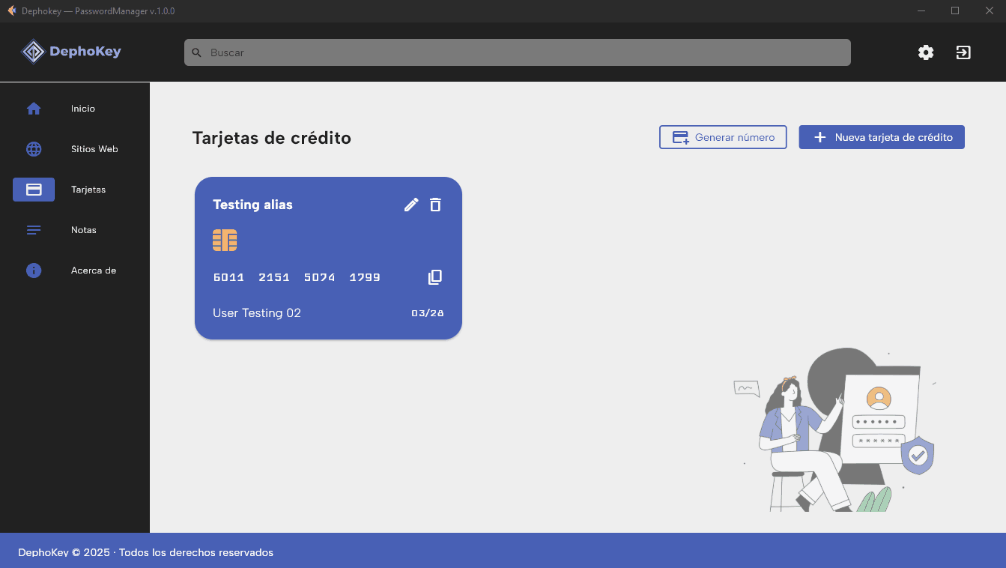 Dephokey — PasswordManager v.1.0.0
DephoKey
Buscar
Inicio
Sitios Web
Tarjetas
Notas
Acerca de
Tarjetas de crédito
Generar número
Nueva tarjeta de crédito
Testing alias
6011 2151 5074 1799
User Testing 02
03/28
DephoKey © 2025 · Todos los derechos reservados